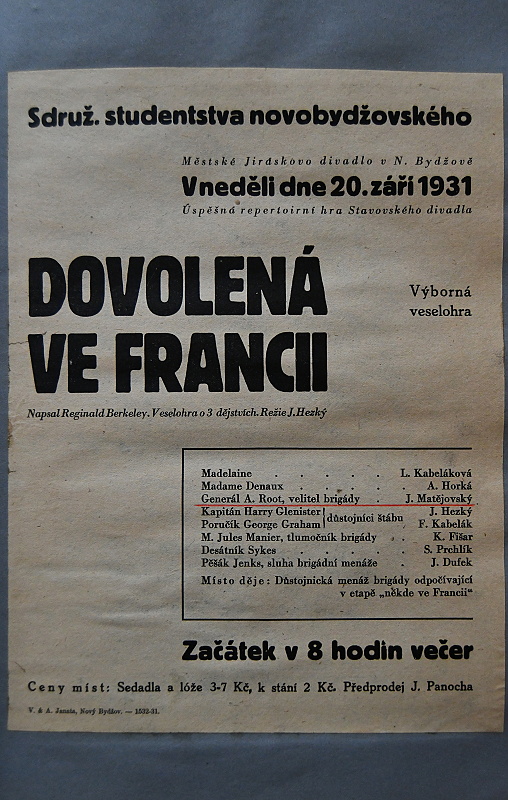 Sdruž. studentstva novobydžovského
Městské Jiráskovo divadlo v N. Bydžově
V neděli dne 20. září 1931
Úspěšná repertoirní hra Stavovského divadla
DOVOLENÁ
VE FRANCII
Výborná
veselohra
Napsal Reginald Berkeley. Veselohra o 3 dějstvích. Režie J. Hezký
Madelaine . . . . . L. Kabeláková
Madame Denaux . . . . . A. Horká
Generál A. Root, velitel brigády . J. Matějovský
Kapitán Harry Glenister } důstojníci štábu J. Hezký
Poručík George Graham } F. Kabelák
M. Jules Manier, tlumočník brigády . . K. Fišar
Desátník Sykes . . . . . S. Prchlík
Pěšák Jenks, sluha brigádní menáže . J. Dufek
Místo děje: Důstojnická menáž brigády odpočívající
v etapě „někde ve Francii“
Začátek v 8 hodin večer
Ceny míst: Sedadla a lóže 3-7 Kč, k stání 2 Kč. Předprodej J. Panocha
V. & A. Janata, Nový Bydžov. — 1532-31.